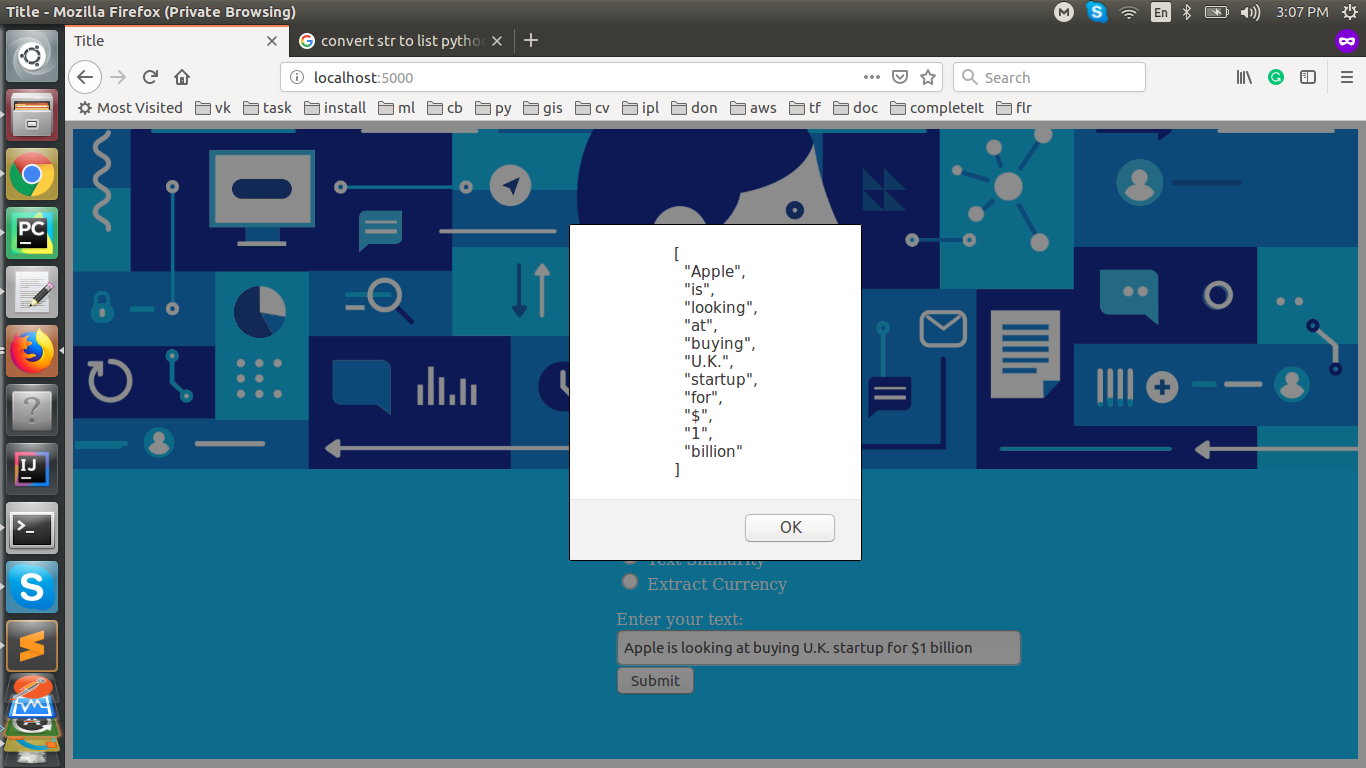 Title - Mozilla Firefox (Private Browsing)
M
En
3:07 PM
Title
convert str to list python
localhost:5000
Search
Most Visited
vk
task
install
ml
cb
py
gis
cv
ipl
don
aws
tf
doc
completeIt
flr
PC
IJ
>_
S
[
"Apple",
"is",
"looking",
"at",
"buying",
"U.K.",
"startup",
"for",
"$",
"1",
"billion"
]
OK
Text Similarity
Extract Currency
Enter your text:
Apple is looking at buying U.K. startup for $1 billion
Submit